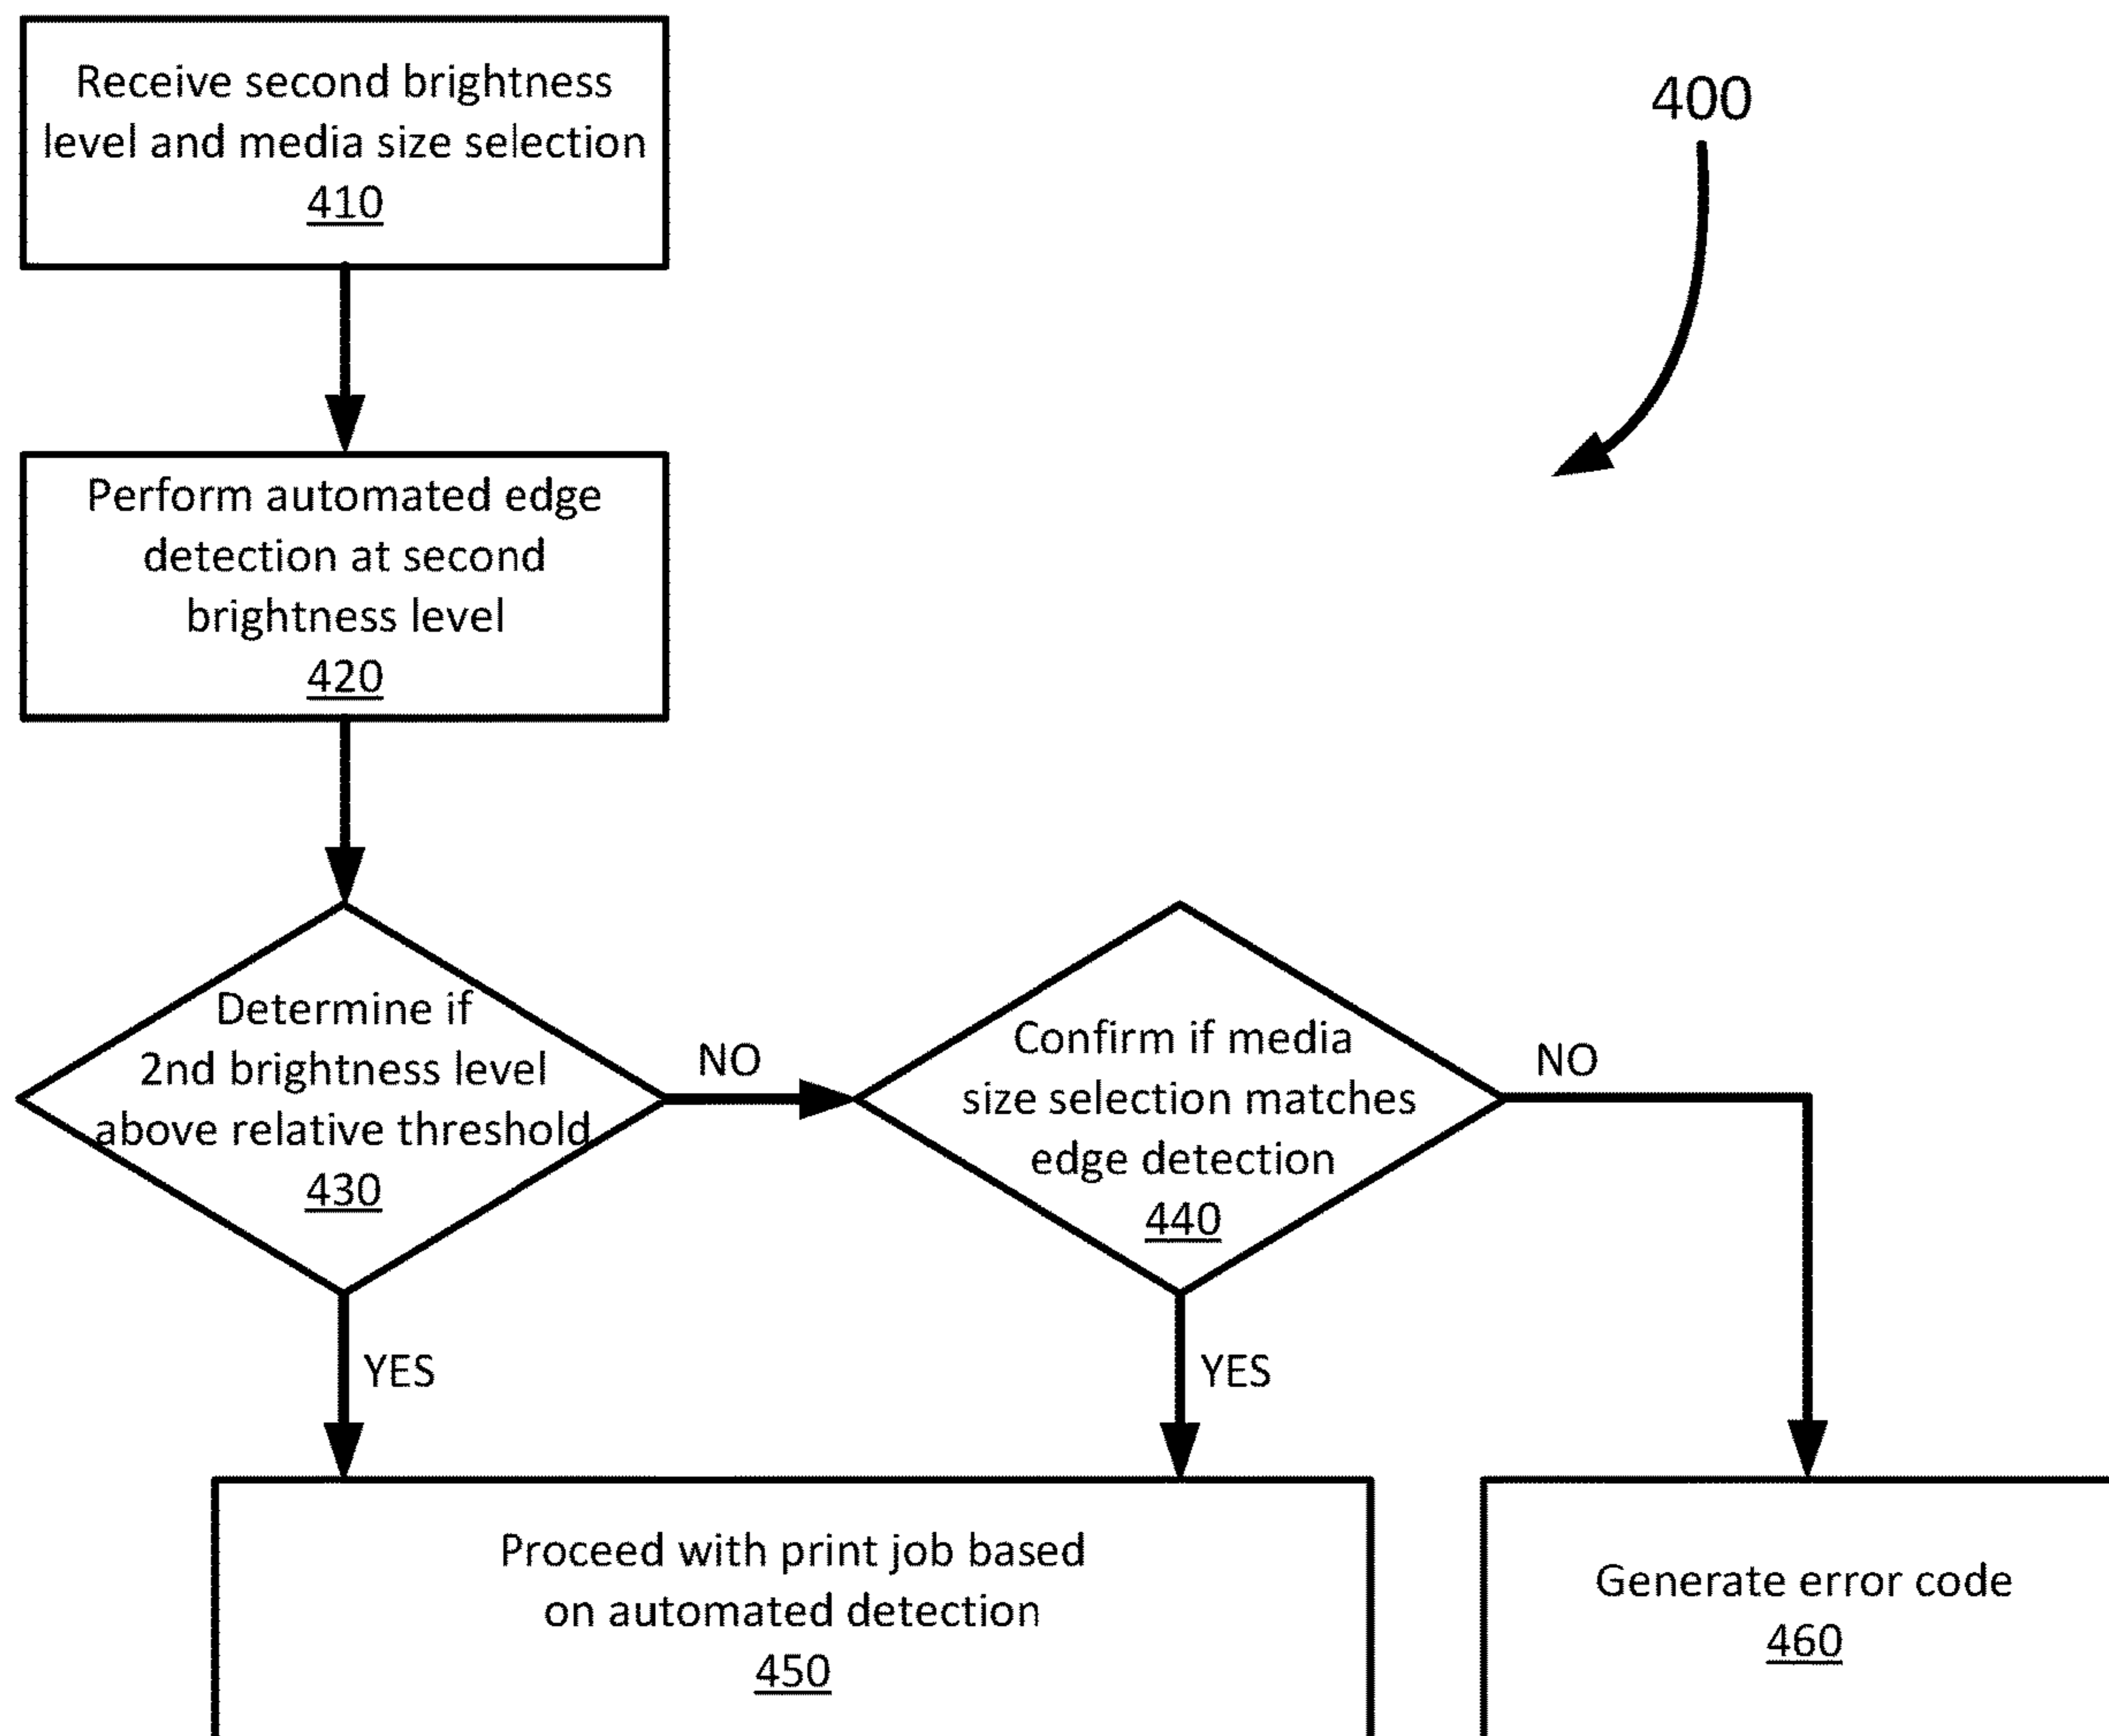 Receive second brightness
level and media size selection
410
400
Perform automated edge
detection at second
brightness level
420
Determine if
2nd brightness level
above relative threshold
430
NO
Confirm if media
size selection matches
edge detection
440
NO
YES
YES
Proceed with print job based
on automated detection
450
Generate error code
460